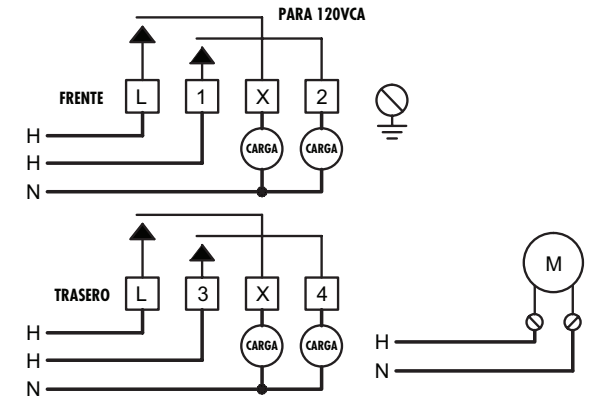 PARA 120VCA
FRENTE L 1 X 2
CARGA CARGA
H
H
N
TRASERO L 3 X 4
CARGA CARGA
H
H
N
M
H
N